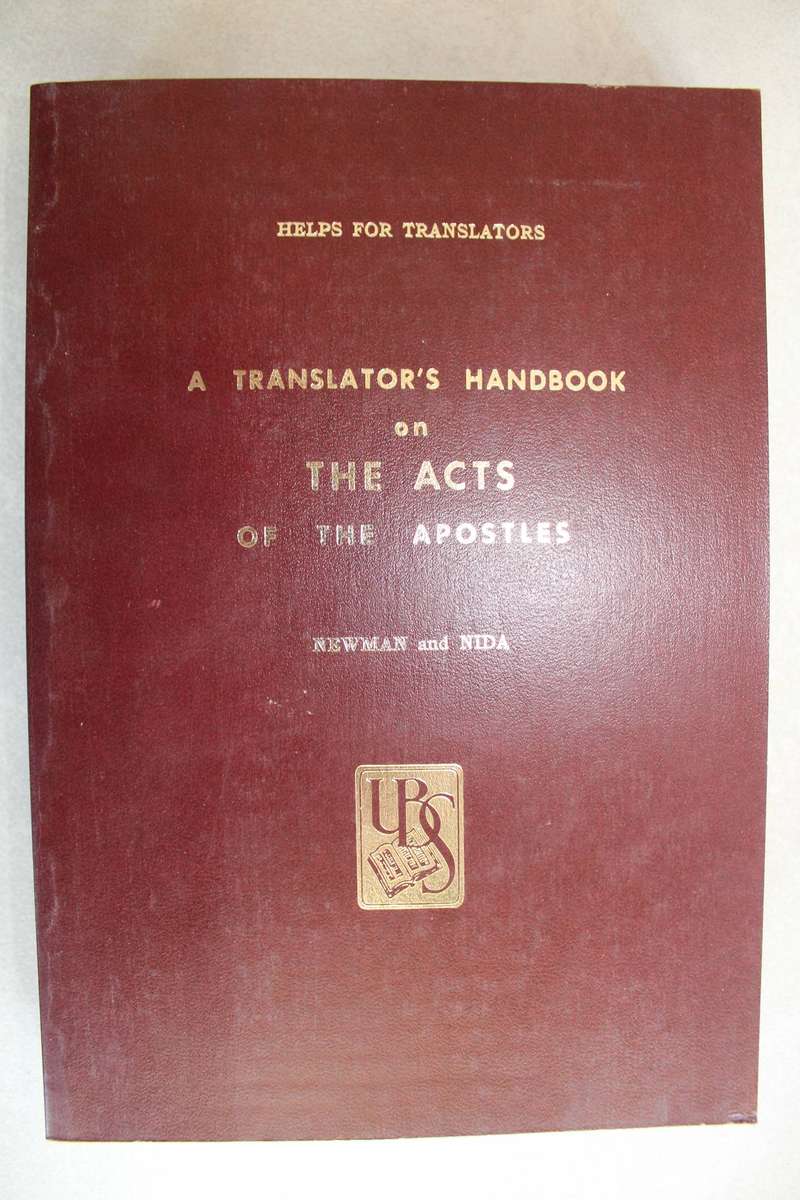 HELPS FOR TRANSLATORS
A TRANSLATOR'S HANDBOOK
on
THE ACTS
OF THE APOSTLES
NEWMAN and NIDA
UBS